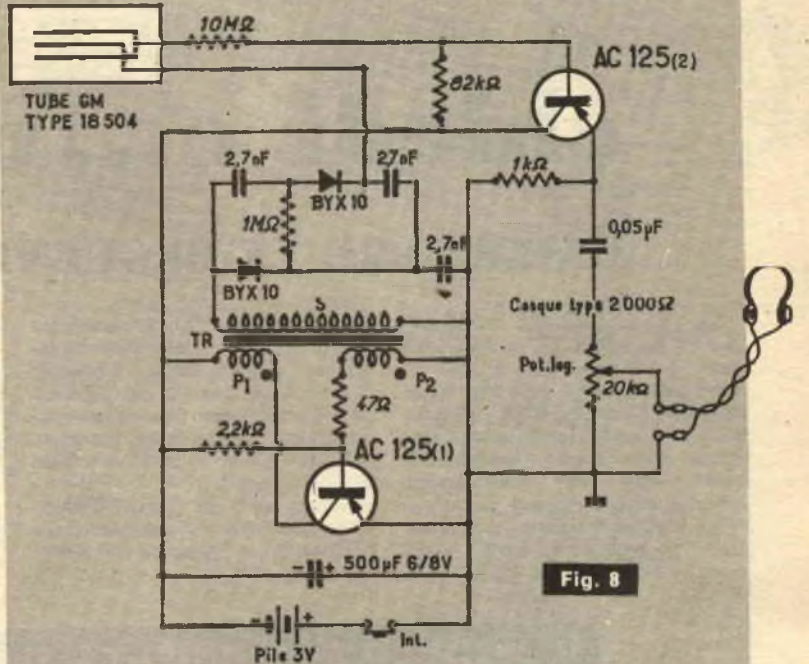 10MΩ
AC 125(2)
82kΩ
TUBE GM
TYPE 18 504
2,7nF
BYX 10
2,7nF
1kΩ
1MΩ
2,7nF
0,05µF
BYX 10
S
Casque type 2000Ω
TR
P1
P2
Pot.log.
20kΩ
47Ω
2,2kΩ
AC 125(1)
- + 500µF 6/8V
Fig. 8
- +
Int.
Pile 3V